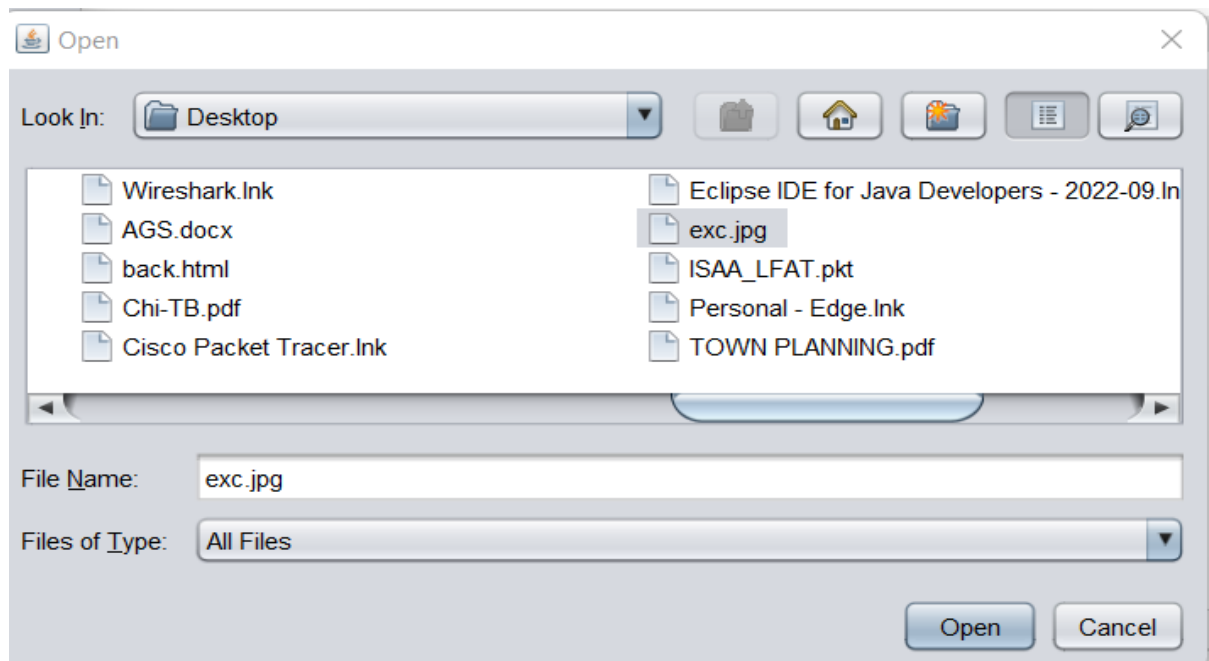 Open
Look In: Desktop
Wireshark.lnk
AGS.docx
back.html
Chi-TB.pdf
Cisco Packet Tracer.lnk
Eclipse IDE for Java Developers - 2022-09.ln
exc.jpg
ISAA_LFAT.pkt
Personal - Edge.lnk
TOWN PLANNING.pdf
File Name: exc.jpg
Files of Type: All Files
Open Cancel